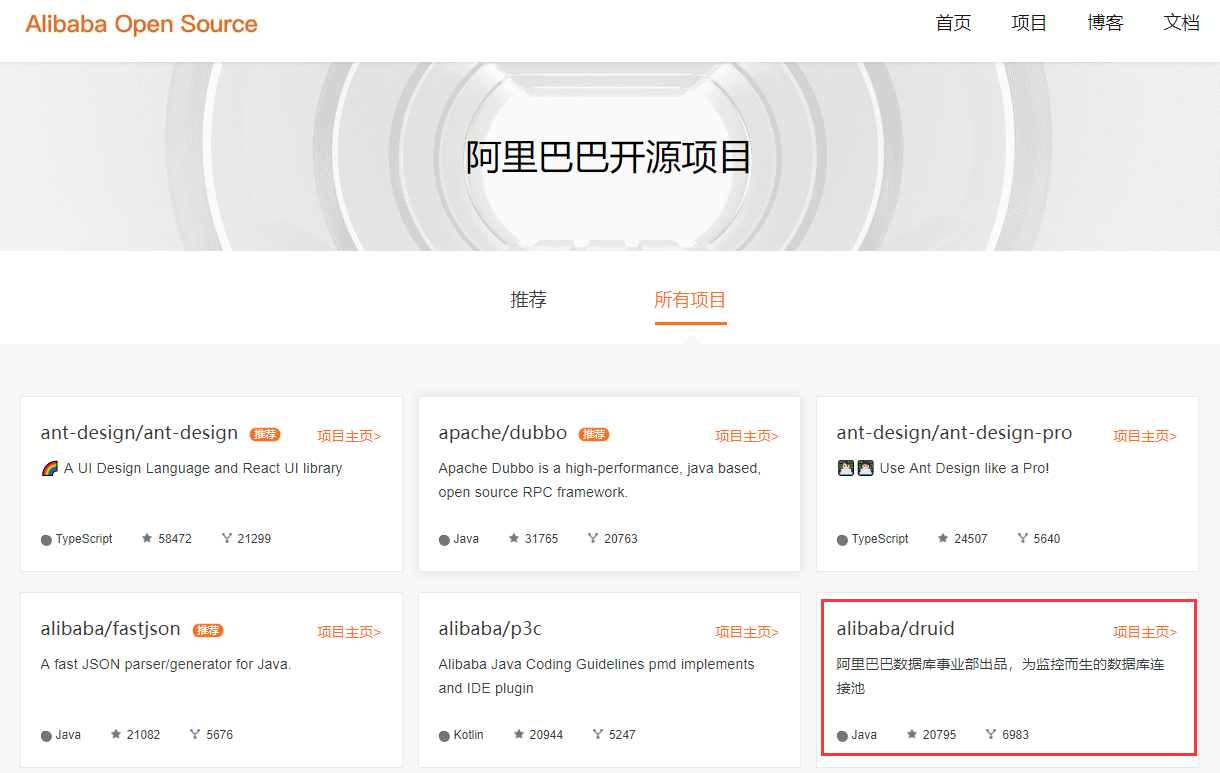 Alibaba Open Source
首页 项目 博客 文档
阿里巴巴开源项目
推荐 所有项目
ant-design/ant-design 推荐 项目主页>
🌈 A UI Design Language and React UI library
TypeScript 58472 21299
apache/dubbo 推荐 项目主页>
Apache Dubbo is a high-performance, java based,
open source RPC framework.
Java 31765 20763
ant-design/ant-design-pro 项目主页>
👨🏻‍💻👩🏻‍💻 Use Ant Design like a Pro!
TypeScript 24507 5640
alibaba/fastjson 推荐 项目主页>
A fast JSON parser/generator for Java.
Java 21082 5676
alibaba/p3c 项目主页>
Alibaba Java Coding Guidelines pmd implements
and IDE plugin
Kotlin 20944 5247
alibaba/druid 项目主页>
阿里巴巴数据库事业部出品，为监控而生的数据库连
接池
Java 20795 6983